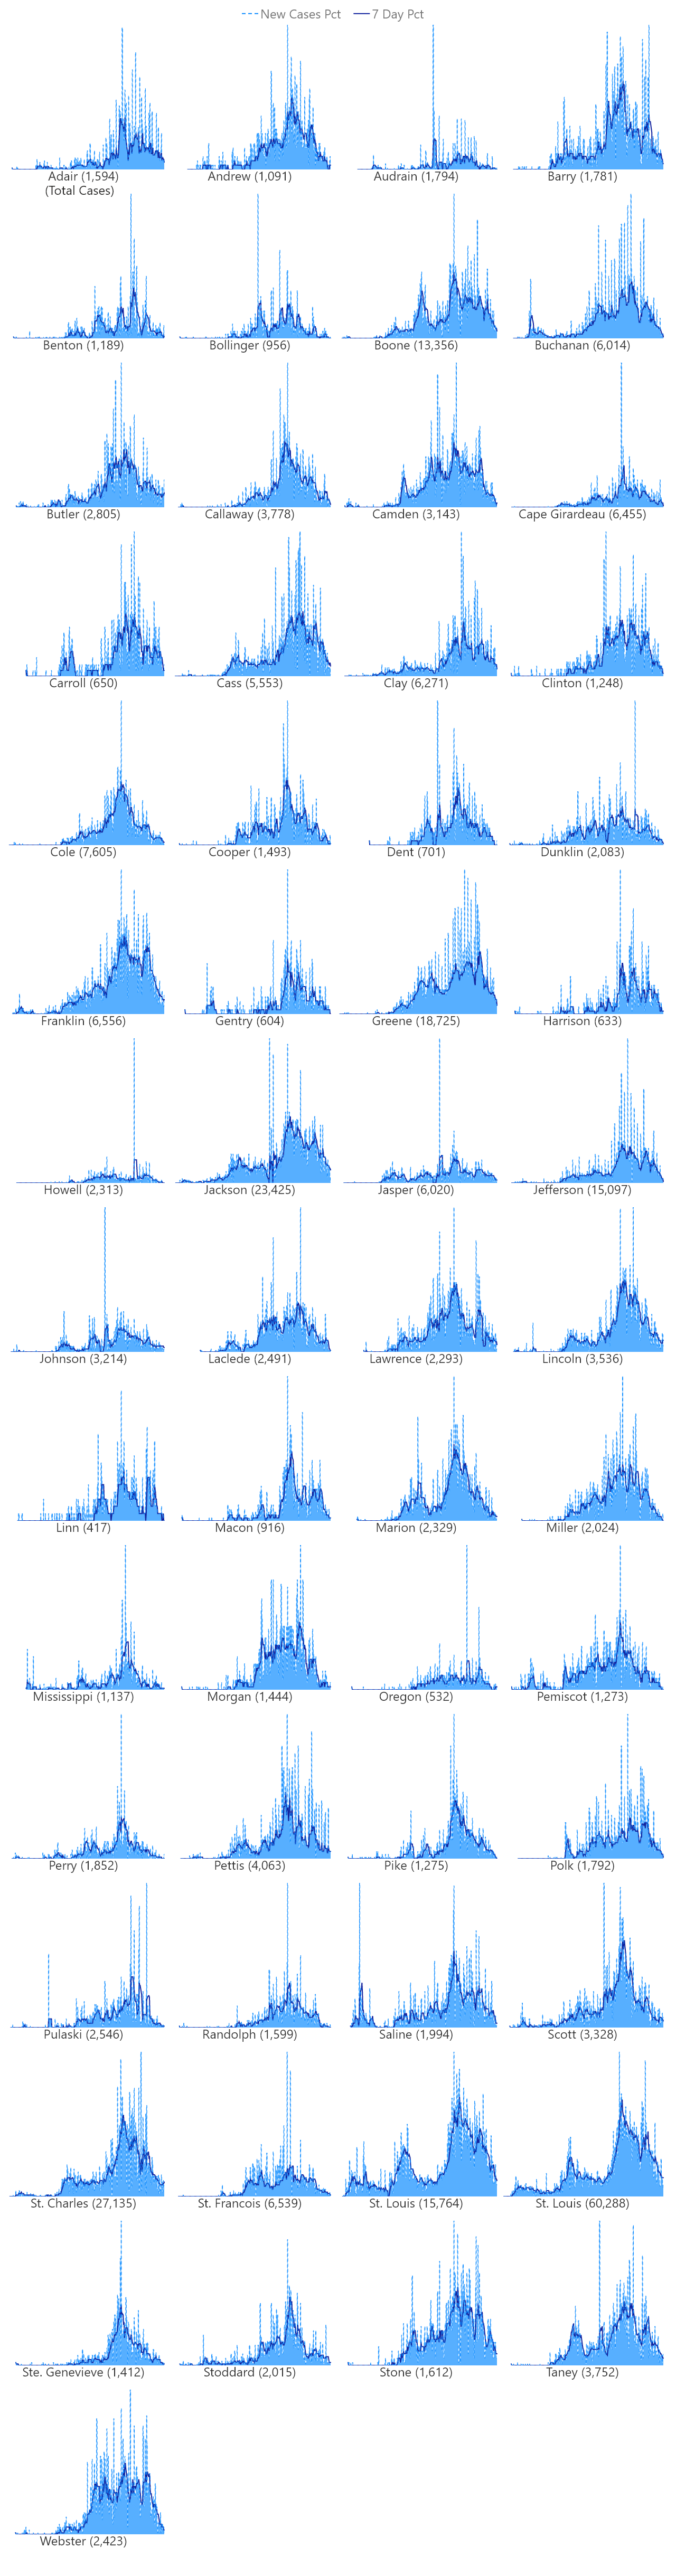 New Cases Pct 7 Day Pct
Adair (1,594) Andrew (1,091) Audrain (1,794) Barry (1,781)
(Total Cases)
Benton (1,189) Bollinger (956) Boone (13,356) Buchanan (6,014)
Butler (2,805) Callaway (3,778) Camden (3,143) Cape Girardeau (6,455)
Carroll (650) Cass (5,553) Clay (6,271) Clinton (1,248)
Cole (7,605) Cooper (1,493) Dent (701) Dunklin (2,083)
Franklin (6,556) Gentry (604) Greene (18,725) Harrison (633)
Howell (2,313) Jackson (23,425) Jasper (6,020) Jefferson (15,097)
Johnson (3,214) Laclede (2,491) Lawrence (2,293) Lincoln (3,536)
Linn (417) Macon (916) Marion (2,329) Miller (2,024)
Mississippi (1,137) Morgan (1,444) Oregon (532) Pemiscot (1,273)
Perry (1,852) Pettis (4,063) Pike (1,275) Polk (1,792)
Pulaski (2,546) Randolph (1,599) Saline (1,994) Scott (3,328)
St. Charles (27,135) St. Francois (6,539) St. Louis (15,764) St. Louis (60,288)
Ste. Genevieve (1,412) Stoddard (2,015) Stone (1,612) Taney (3,752)
Webster (2,423)